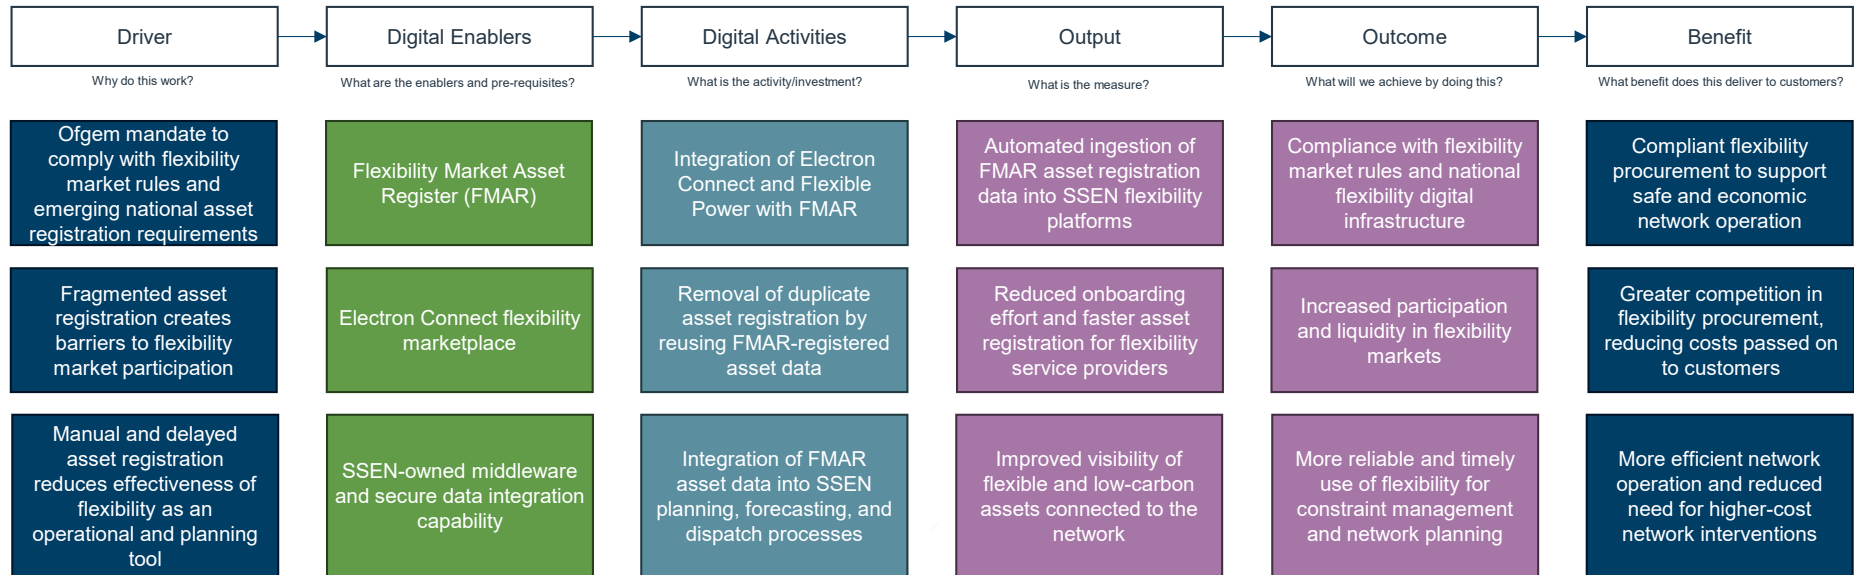 Driver
Digital Enablers
Digital Activities
Output
Outcome
Benefit
Why do this work?
What are the enablers and pre-requisites?
What is the activity/investment?
What is the measure?
What will we achieve by doing this?
What benefit does this deliver to customers?
Ofgem mandate to
comply with flexibility
market rules and
emerging national asset
registration requirements
Flexibility Market Asset
Register (FMAR)
Integration of Electron
Connect and Flexible
Power with FMAR
Automated ingestion of
FMAR asset registration
data into SSEN flexibility
platforms
Compliance with flexibility
market rules and national
flexibility digital
infrastructure
Compliant flexibility
procurement to support
safe and economic
network operation
Fragmented asset
registration creates
barriers to flexibility
market participation
Electron Connect flexibility
marketplace
Removal of duplicate
asset registration by
reusing FMAR-registered
asset data
Reduced onboarding
effort and faster asset
registration for flexibility
service providers
Increased participation
and liquidity in flexibility
markets
Greater competition in
flexibility procurement,
reducing costs passed on
to customers
Manual and delayed
asset registration
reduces effectiveness of
flexibility as an
operational and planning
tool
SSEN-owned middleware
and secure data integration
capability
Integration of FMAR
asset data into SSEN
planning, forecasting, and
dispatch processes
Improved visibility of
flexible and low-carbon
assets connected to the
network
More reliable and timely
use of flexibility for
constraint management
and network planning
More efficient network
operation and reduced
need for higher-cost
network interventions